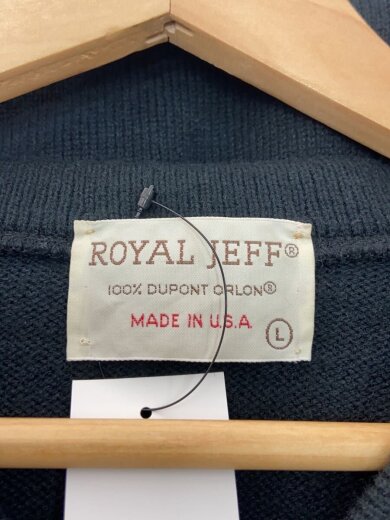 ROYAL JEFF®
100% DUPONT ORLON®
MADE IN U.S.A.
L